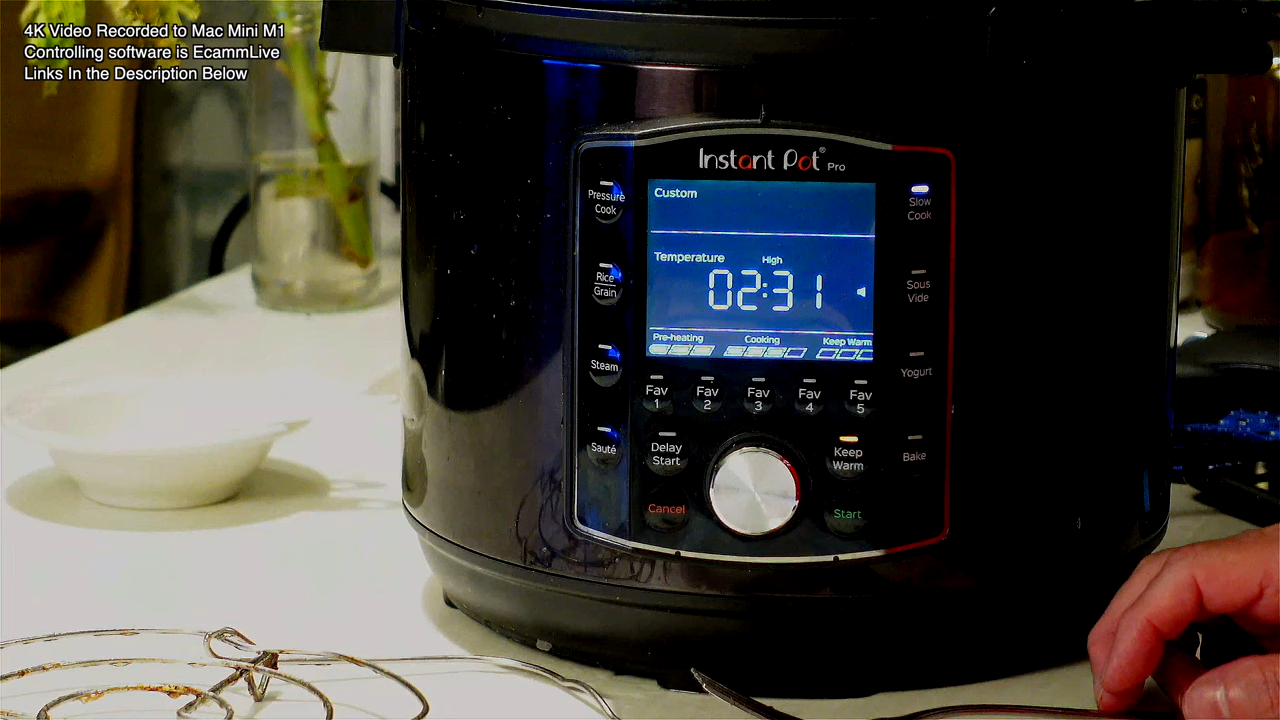 4K Video Recorded to Mac Mini M1
Controlling software is EcammLive
Links In the Description Below
Instant Pot® Pro
Pressure
Cook
Custom
Slow
Cook
Temperature High
02:31
Rice
Grain
Sous
Vide
Pre-heating Cooking Keep Warm
Steam
Yogurt
Fav
1
Fav
2
Fav
3
Fav
4
Fav
5
Sauté
Delay
Start
Keep
Warm
Bake
Cancel
Start